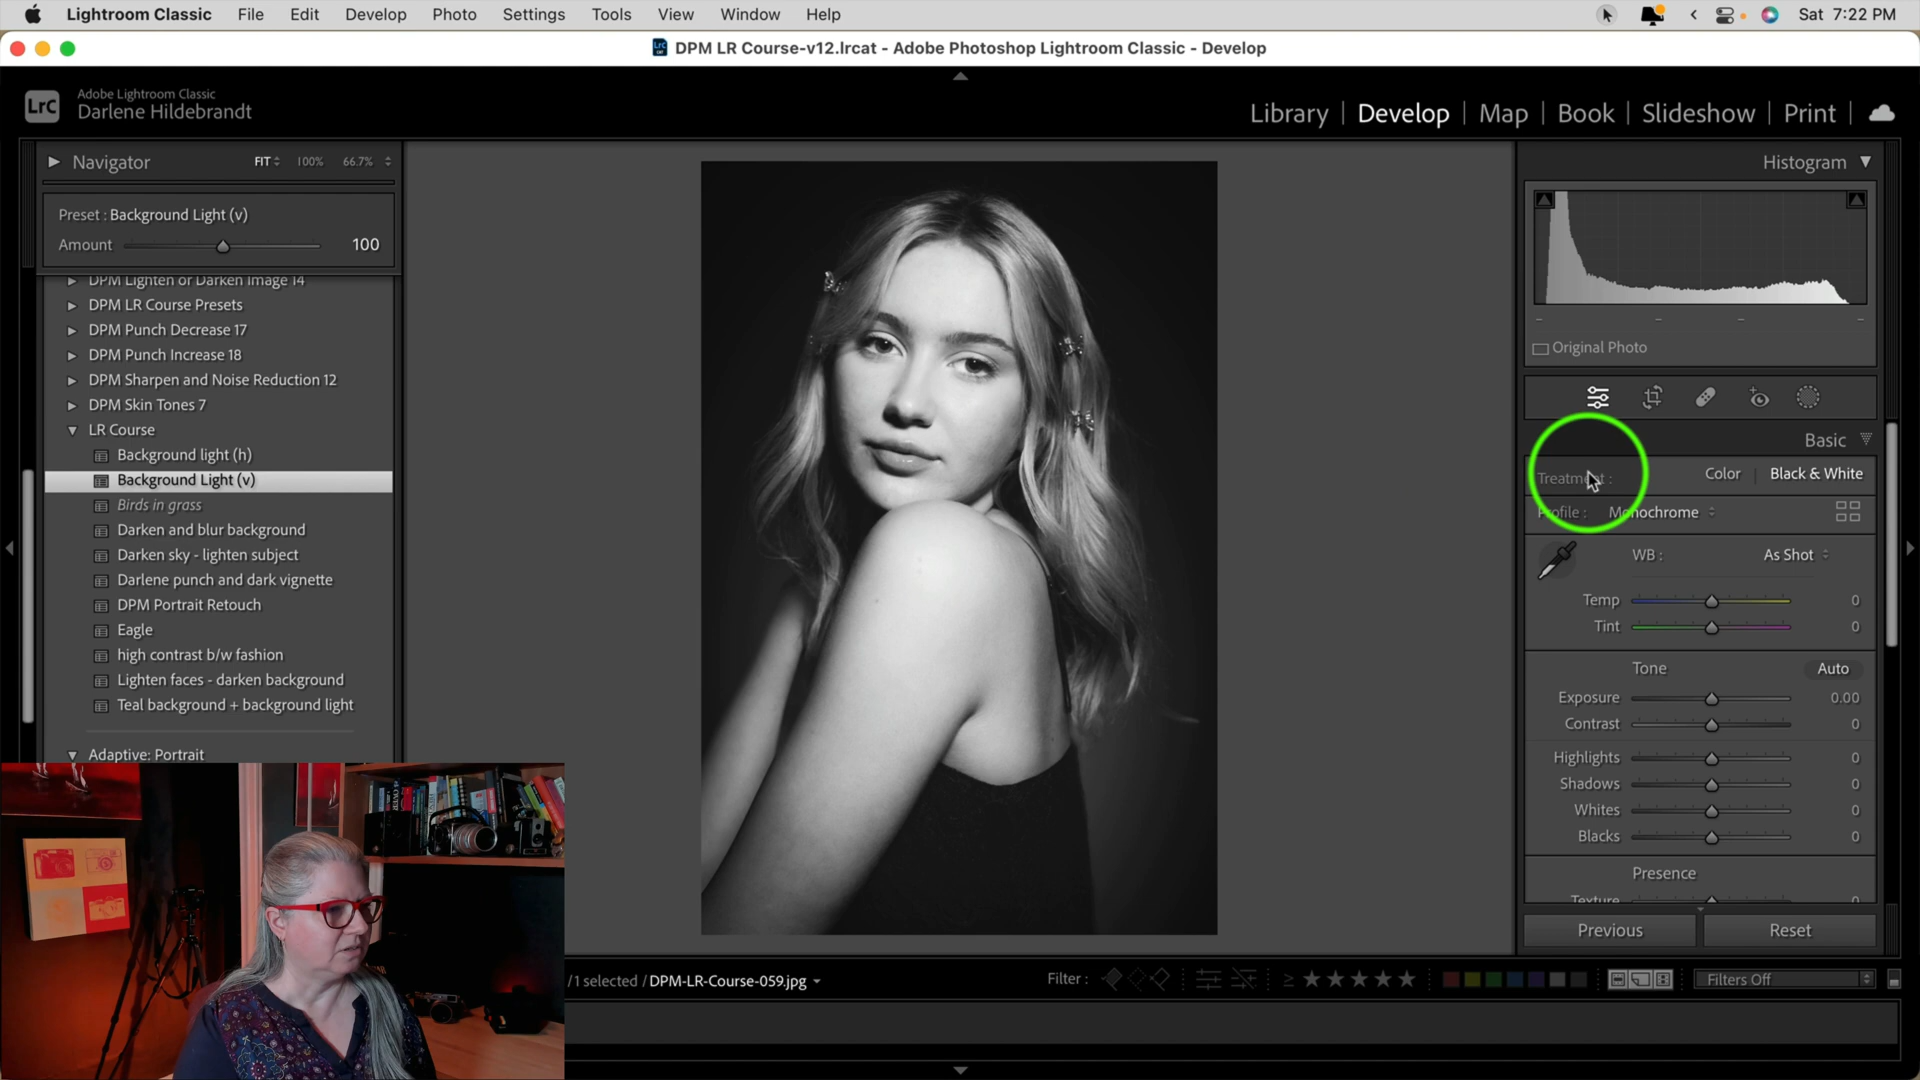 Lightroom Classic File Edit Develop Photo Settings Tools View Window Help Sat 7:22 PM
DPM LR Course-v12.lrcat - Adobe Photoshop Lightroom Classic - Develop
LrC
Adobe Lightroom Classic
Darlene Hildebrandt
Library | Develop | Map | Book | Slideshow | Print
Navigator FIT 100% 66.7%
Preset : Background Light (v)
Amount 100
DPM Lighten or Darken Image 14
DPM LR Course Presets
DPM Punch Decrease 17
DPM Punch Increase 18
DPM Sharpen and Noise Reduction 12
DPM Skin Tones 7
LR Course
Background light (h)
Background Light (v)
Birds in grass
Darken and blur background
Darken sky - lighten subject
Darlene punch and dark vignette
DPM Portrait Retouch
Eagle
high contrast b/w fashion
Lighten faces - darken background
Teal background + background light
Adaptive: Portrait
Histogram
Original Photo
Basic
Treatment : Color Black & White
Profile : Monochrome
WB : As Shot
Temp 0
Tint 0
Tone Auto
Exposure 0.00
Contrast 0
Highlights 0
Shadows 0
Whites 0
Blacks 0
Presence
Texture 0
Previous Reset
/1 selected / DPM-LR-Course-059.jpg
Filter : ≥ ★★★★★ Filters Off